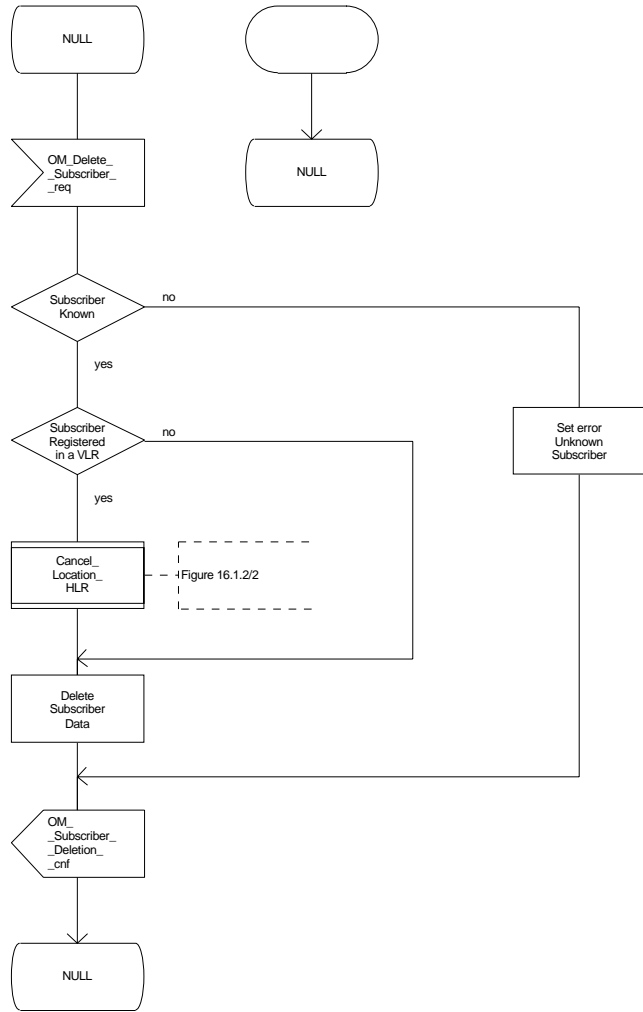 NULL
OM_Delete_
_Subscriber_
_req
NULL
Subscriber
Known
no
yes
Subscriber
Registered
in a VLR
no
Set error
Unknown
Subscriber
yes
Cancel_
Location_
HLR
Figure 16.1.2/2
Delete
Subscriber
Data
OM_
_Subscriber_
_Deletion_
_cnf
NULL